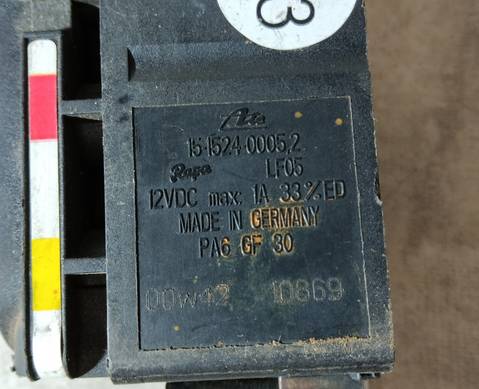 3
Ate
15.1524-0005.2
Rapa LF05
12VDC max: 1A 33%ED
MADE IN GERMANY
PA6 GF 30
00W42 10869